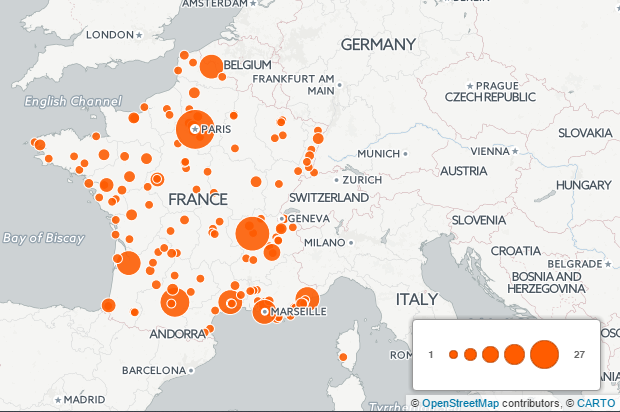 AMSTERDAM
LONDON
GERMANY
BELGIUM
FRANKFURT AM
MAIN
PRAGUE
CZECH REPUBLIC
English Channel
PARIS
SLOVAKIA
MUNICH
VIENNA
AUSTRIA
ZURICH
HUNGARY
FRANCE
SWITZERLAND
GENEVA
SLOVENIA
Bay of Biscay
MILANO
CROATIA
BELGRADE
BOSNIA AND
HERZEGOVINA
ITALY
MARSEILLE
ANDORRA
1
27
ROM
BARCELONA
MADRID
Tyrrhe
© OpenStreetMap contributors, © CARTO